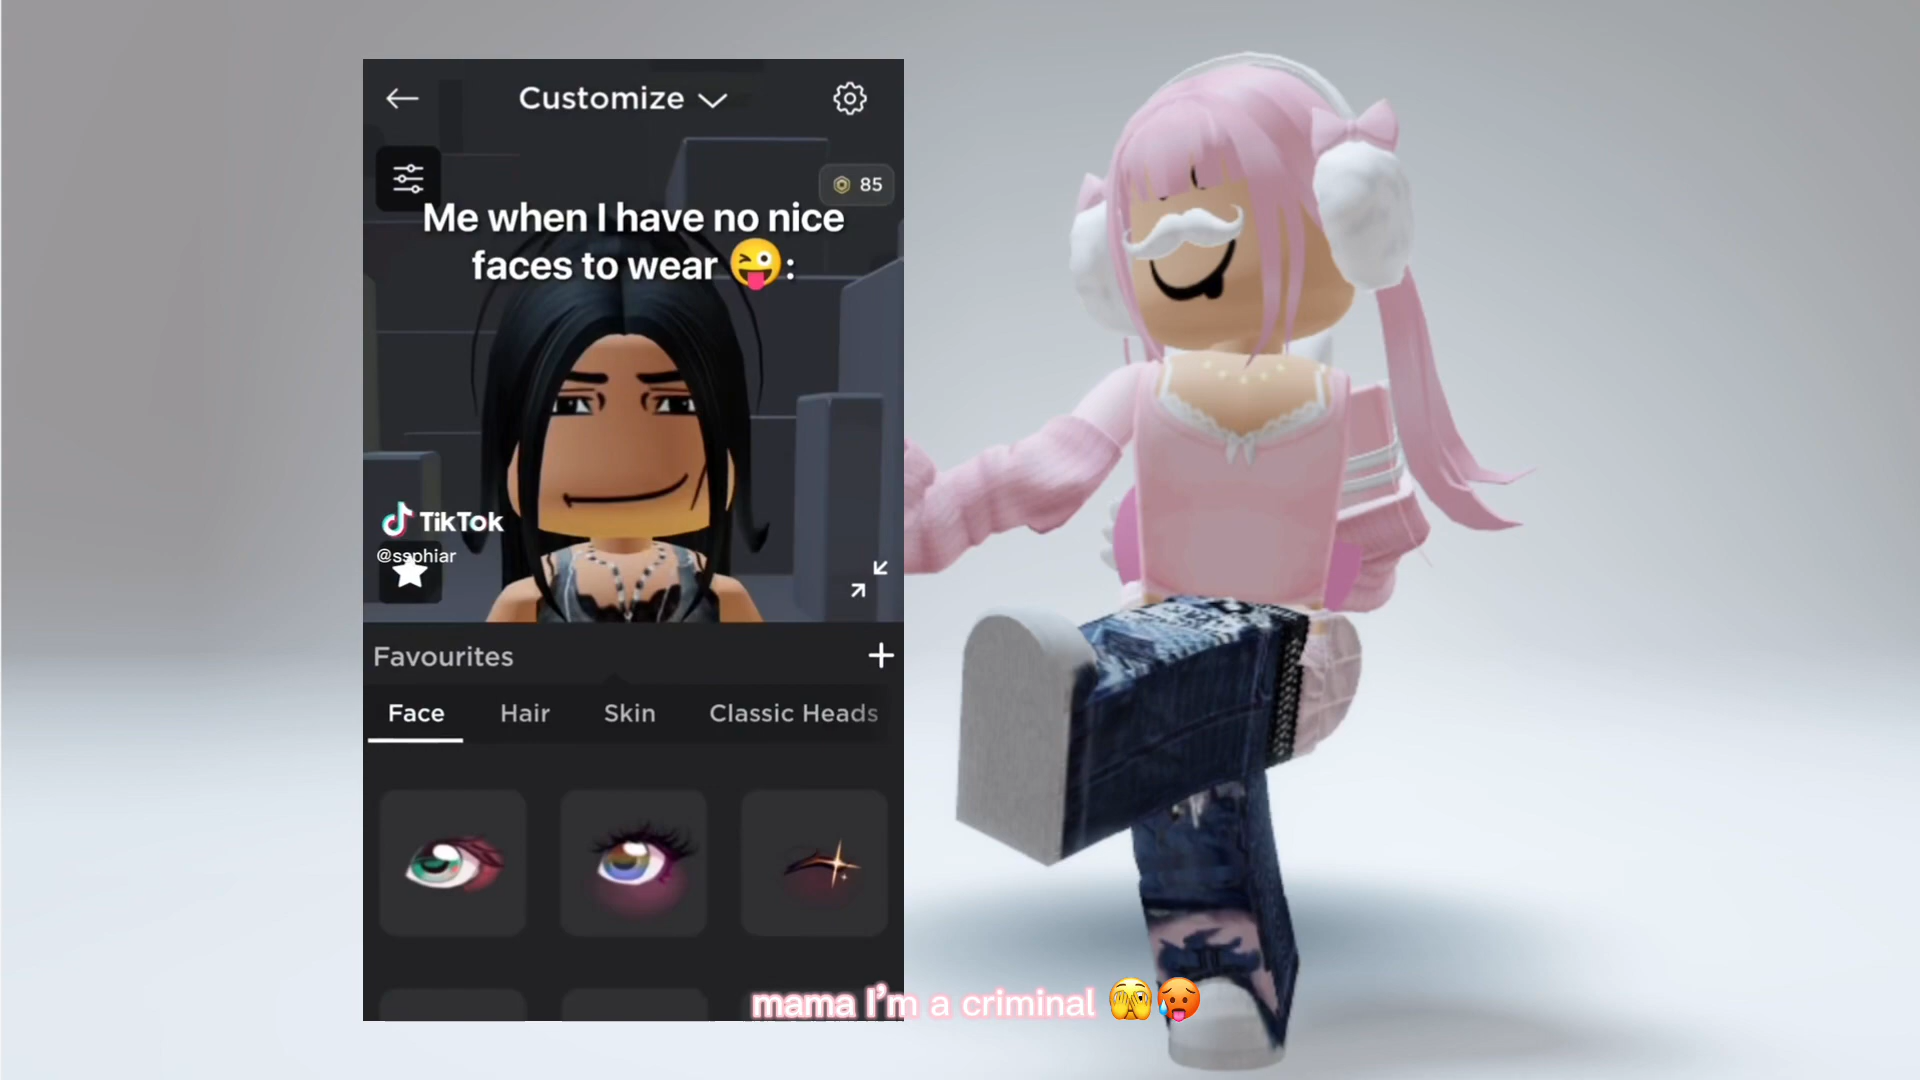 Customize
85
Me when I have no nice
faces to wear 😜:
TikTok
@ssphiar
Favourites
Face Hair Skin Classic Heads
mama I'm a criminal 🫣🥵